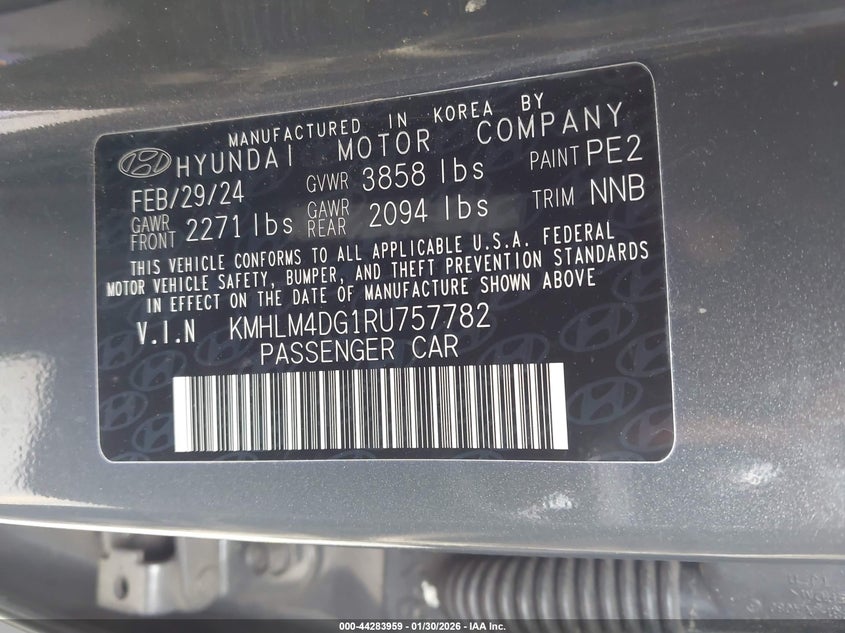 MANUFACTURED IN KOREA BY
HYUNDAI MOTOR COMPANY
FEB/29/24 GVWR 3858 lbs PAINT PE2
GAWR FRONT 2271 lbs GAWR REAR 2094 lbs TRIM NNB
THIS VEHICLE CONFORMS TO ALL APPLICABLE U.S.A. FEDERAL
MOTOR VEHICLE SAFETY, BUMPER, AND THEFT PREVENTION STANDARDS
IN EFFECT ON THE DATE OF MANUFACTURE SHOWN ABOVE
V.I.N KMHLM4DG1RU757782
PASSENGER CAR
000-44283959 - 01/30/2026 - IAA Inc.